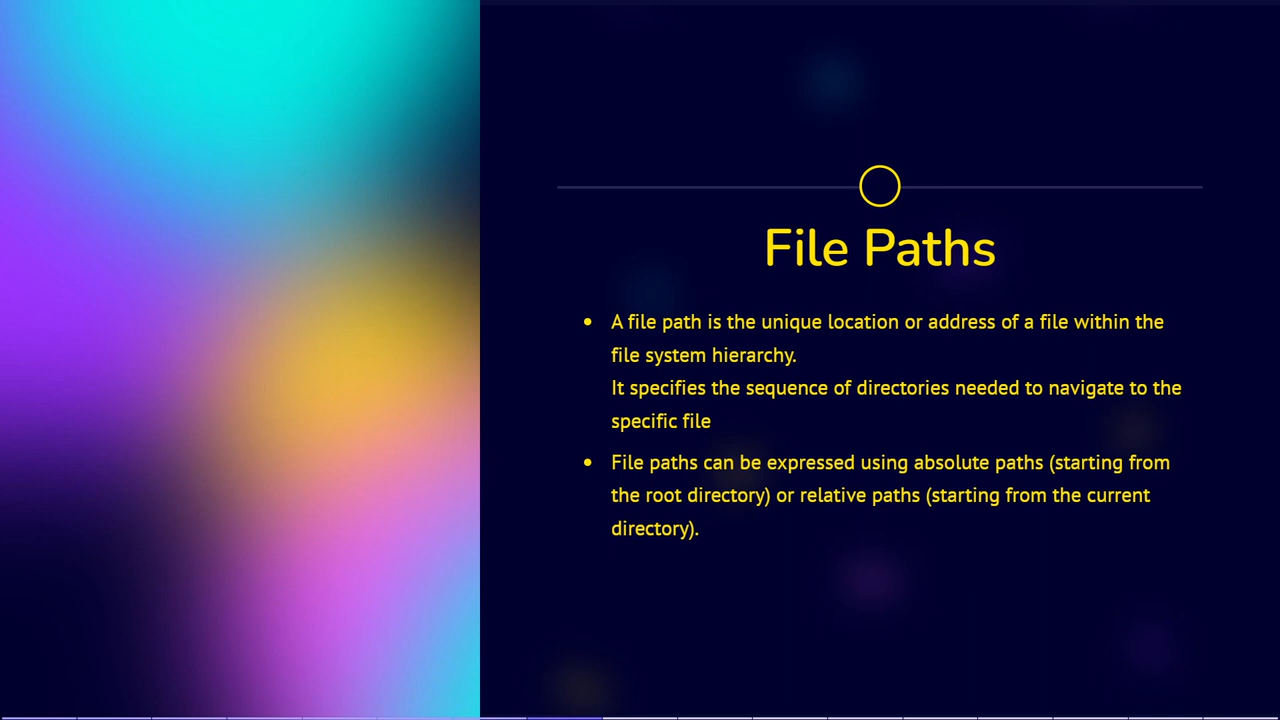 File Paths
• A file path is the unique location or address of a file within the
file system hierarchy.
It specifies the sequence of directories needed to navigate to the
specific file
• File paths can be expressed using absolute paths (starting from
the root directory) or relative paths (starting from the current
directory).